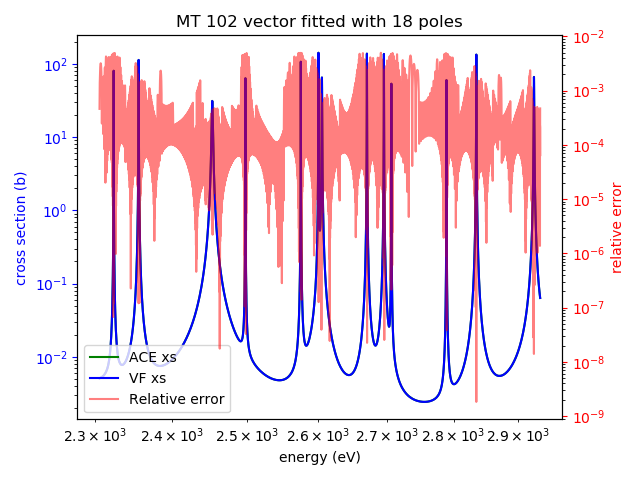 MT 102 vector fitted with 18 poles
cross section (b)
10²
10¹
10⁰
10⁻¹
10⁻²
10⁻²
10⁻³
10⁻⁴
10⁻⁵
10⁻⁶
10⁻⁷
10⁻⁸
10⁻⁹
relative error
ACE xs
VF xs
Relative error
2.3 × 10³ 2.4 × 10³ 2.5 × 10³ 2.6 × 10³ 2.7 × 10³ 2.8 × 10³ 2.9 × 10³
energy (eV)